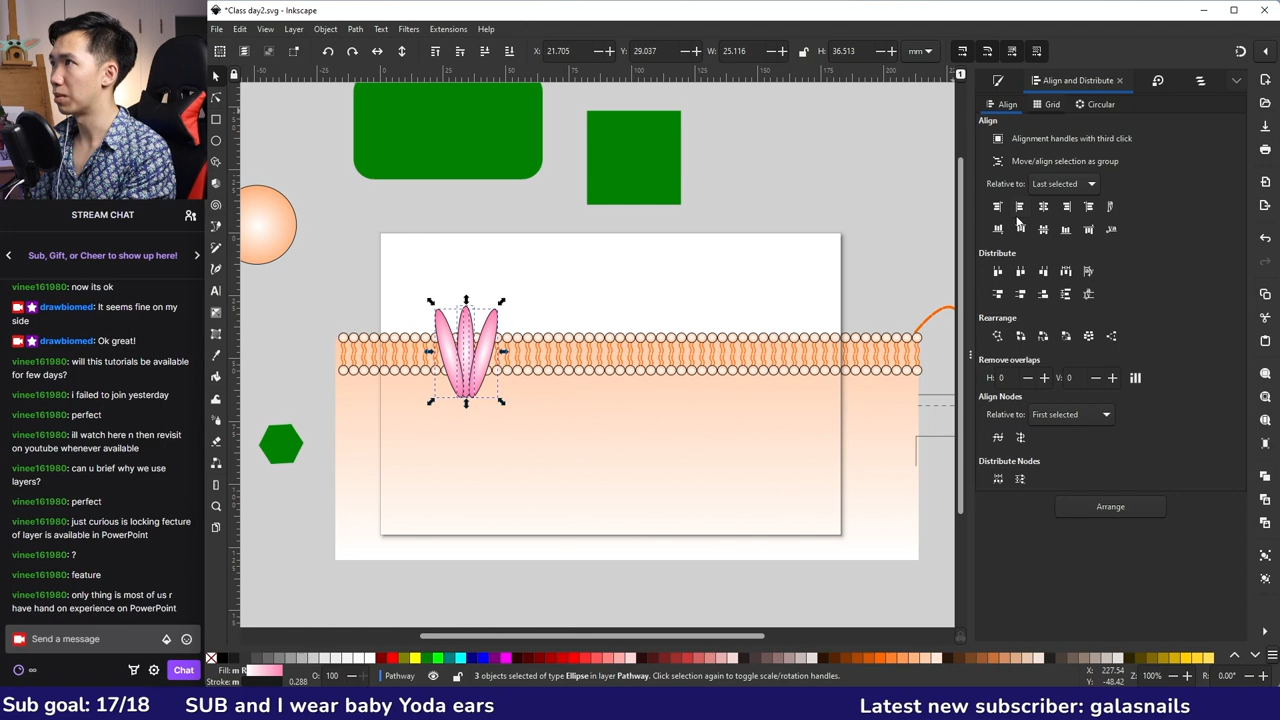 *Class day2.svg - Inkscape
File Edit View Layer Object Path Text Filters Extensions Help
X: 21.705 Y: 29.037 W: 25.116 H: 36.513 mm
Align and Distribute
Align Grid Circular
Align
Alignment handles with third click
Move/align selection as group
Relative to: Last selected
Distribute
Rearrange
Remove overlaps
H: 0 V: 0
Align Nodes
Relative to: First selected
Distribute Nodes
Arrange
STREAM CHAT
Sub, Gift, or Cheer to show up here!
vinee161980: now its ok
drawbiomed: It seems fine on my
side
drawbiomed: Ok great!
vinee161980: will this tutorials be available
for few days?
vinee161980: i failed to join yesterday
vinee161980: perfect
vinee161980: ill watch here n then revisit
on youtube whenever available
vinee161980: can u brief why we use
layers?
vinee161980: perfect
vinee161980: just curious is locking fecture
of layer is available in PowerPoint
vinee161980: ?
vinee161980: feature
vinee161980: only thing is most of us r
have hand on experience on PowerPoint
Send a message
Chat
Fill: m R
Stroke: m 0.288 O: 100 Pathway 3 objects selected of type Ellipse in layer Pathway. Click selection again to toggle scale/rotation handles.
X: 227.54
Y: -48.42 Z: 100% R: 0.00°
Sub goal: 17/18 SUB and I wear baby Yoda ears Latest new subscriber: galasnails